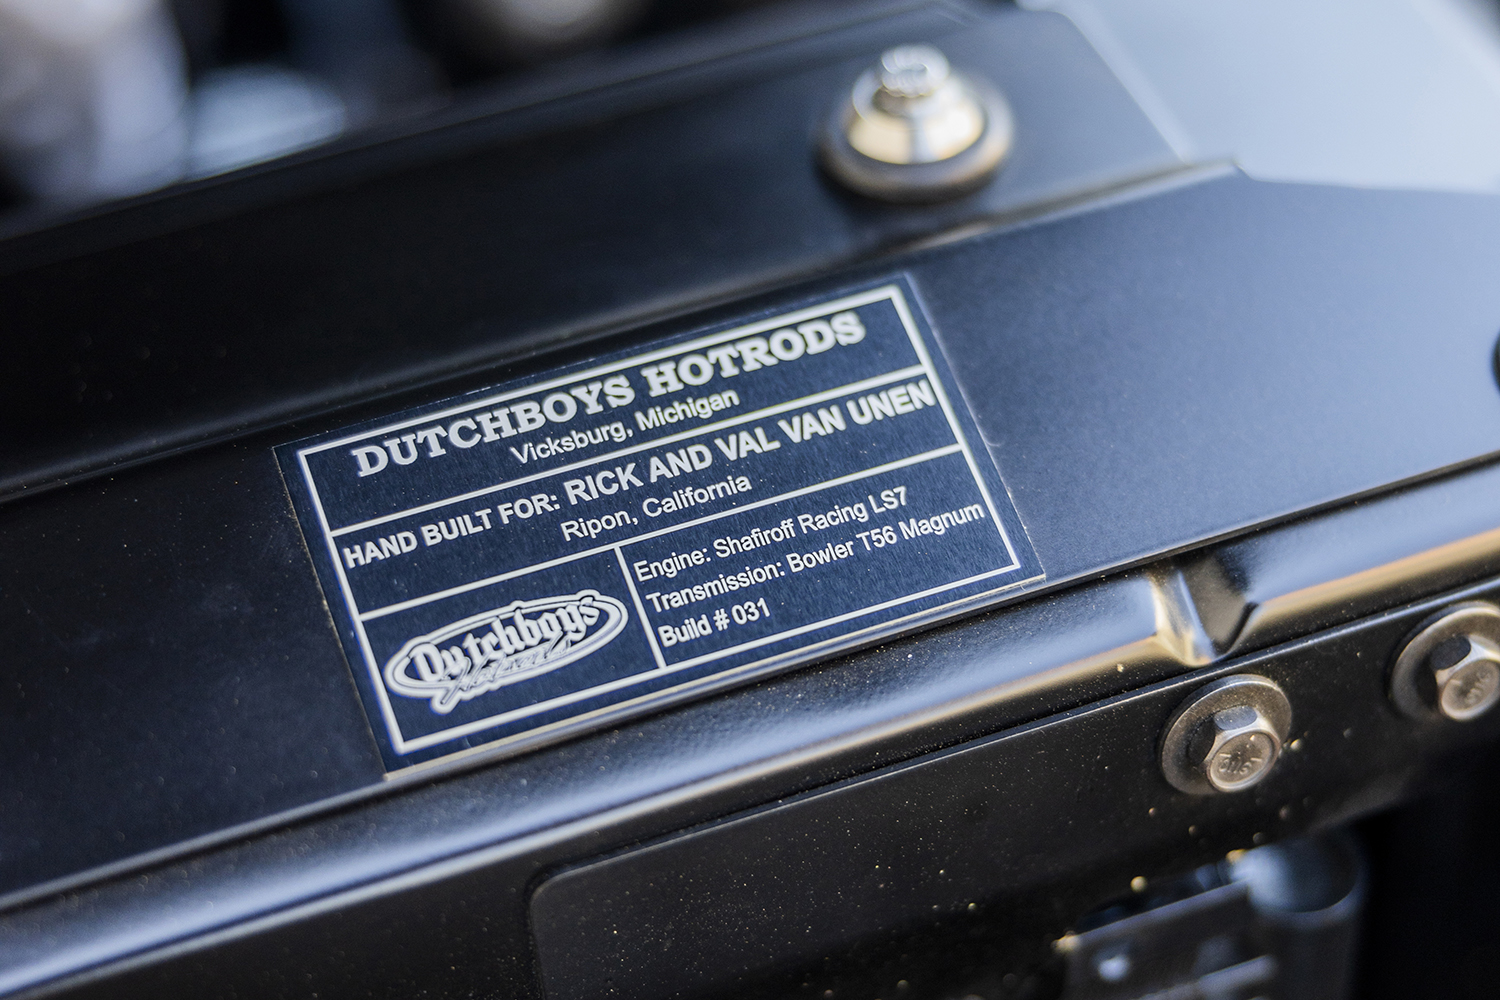 DUTCHBOYS HOTRODS
Vicksburg, Michigan
HAND BUILT FOR: RICK AND VAL VAN UNEN
Ripon, California
Engine: Shafiroff Racing LS7
Transmission: Bowler T56 Magnum
Build # 031
Dutchboys
Hotrods